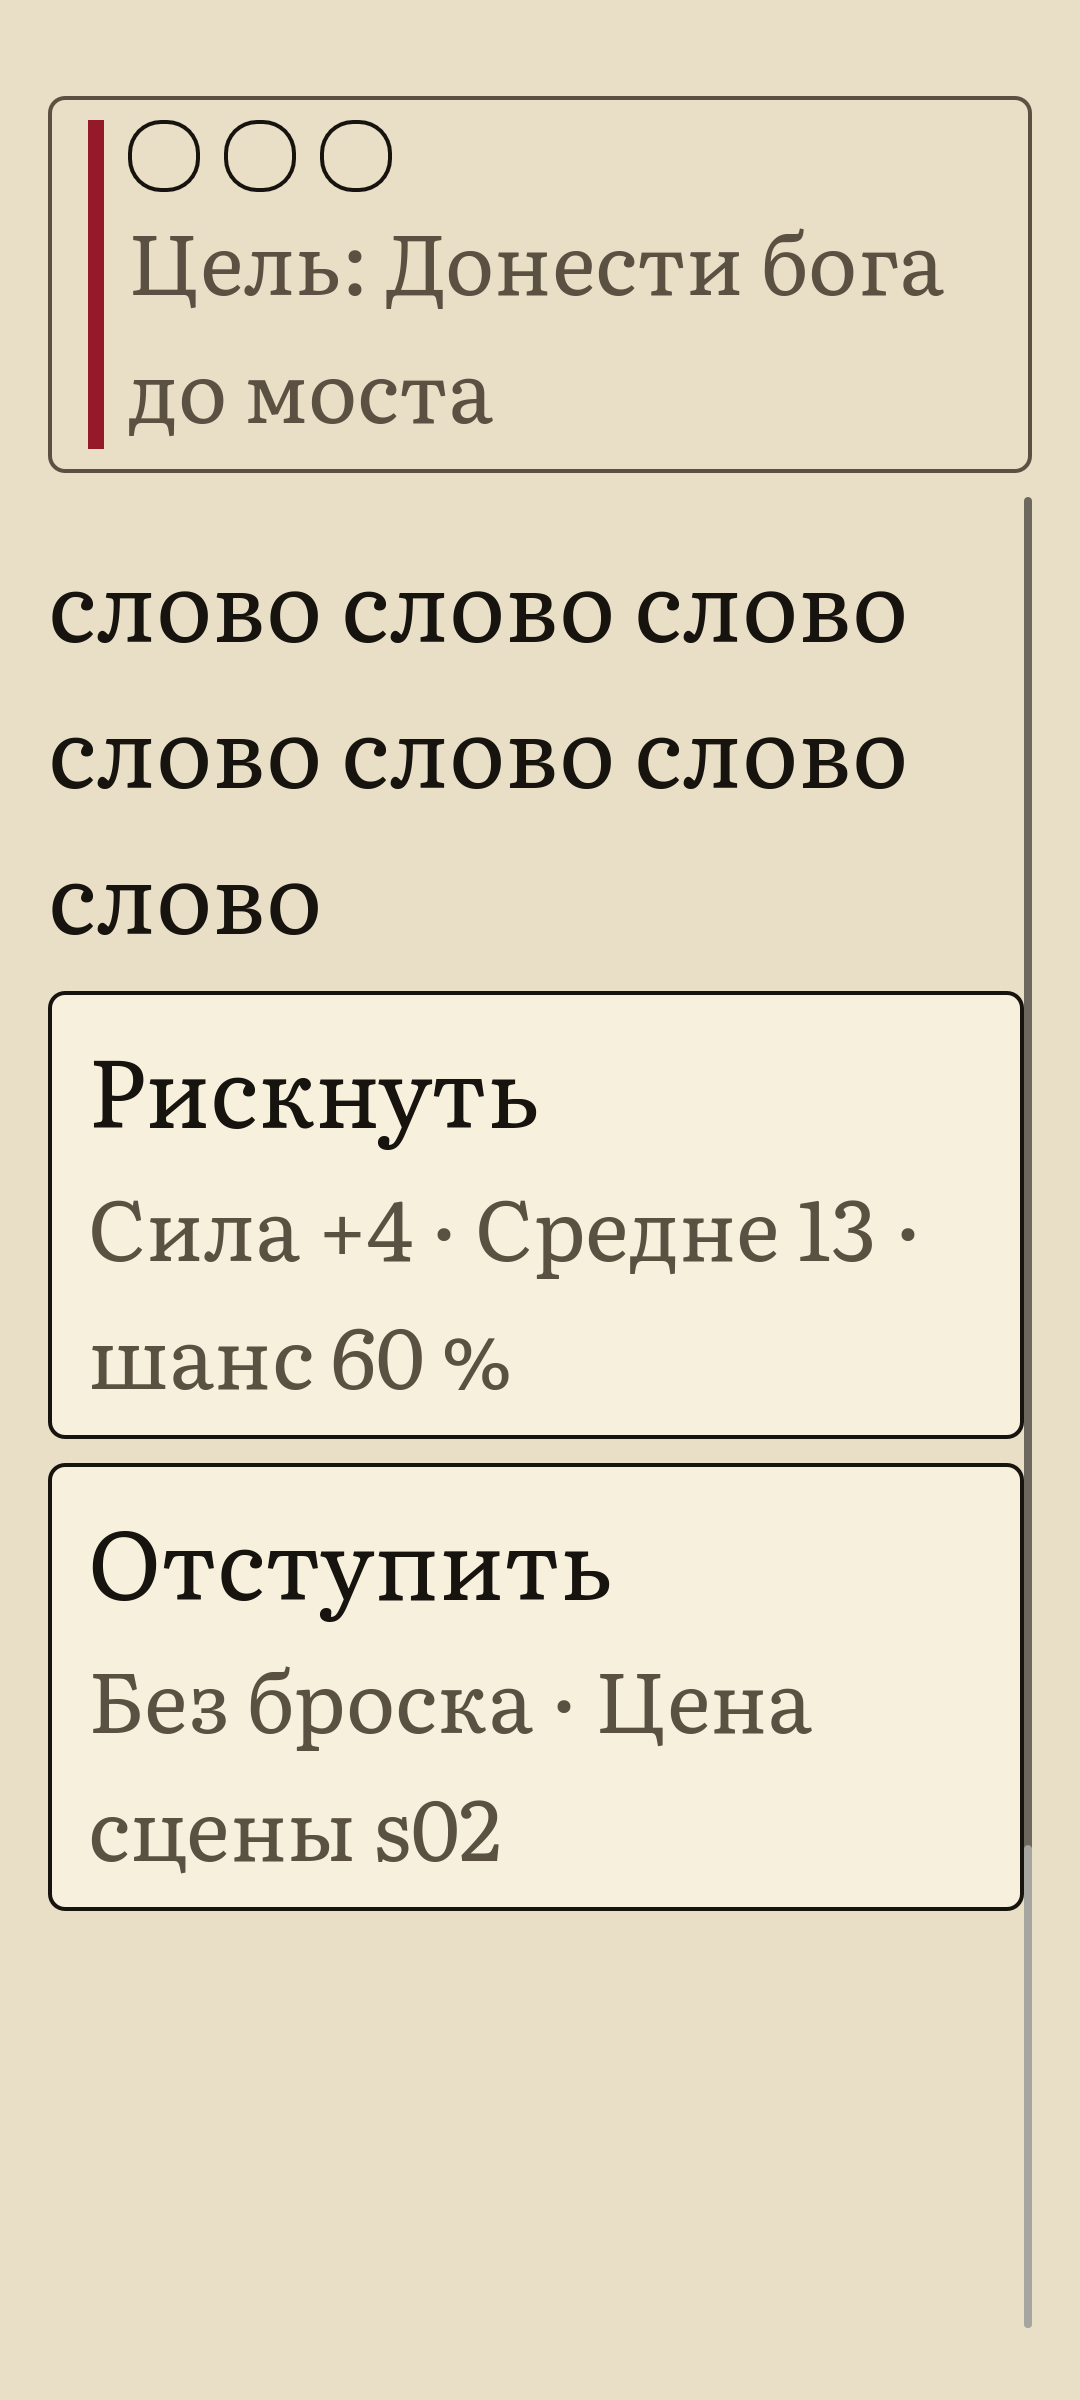 Цель: Донести бога
до моста
слово слово слово
слово слово слово
слово
Рискнуть
Сила +4 · Средне 13 ·
шанс 60 %
Отступить
Без броска · Цена
сцены s02